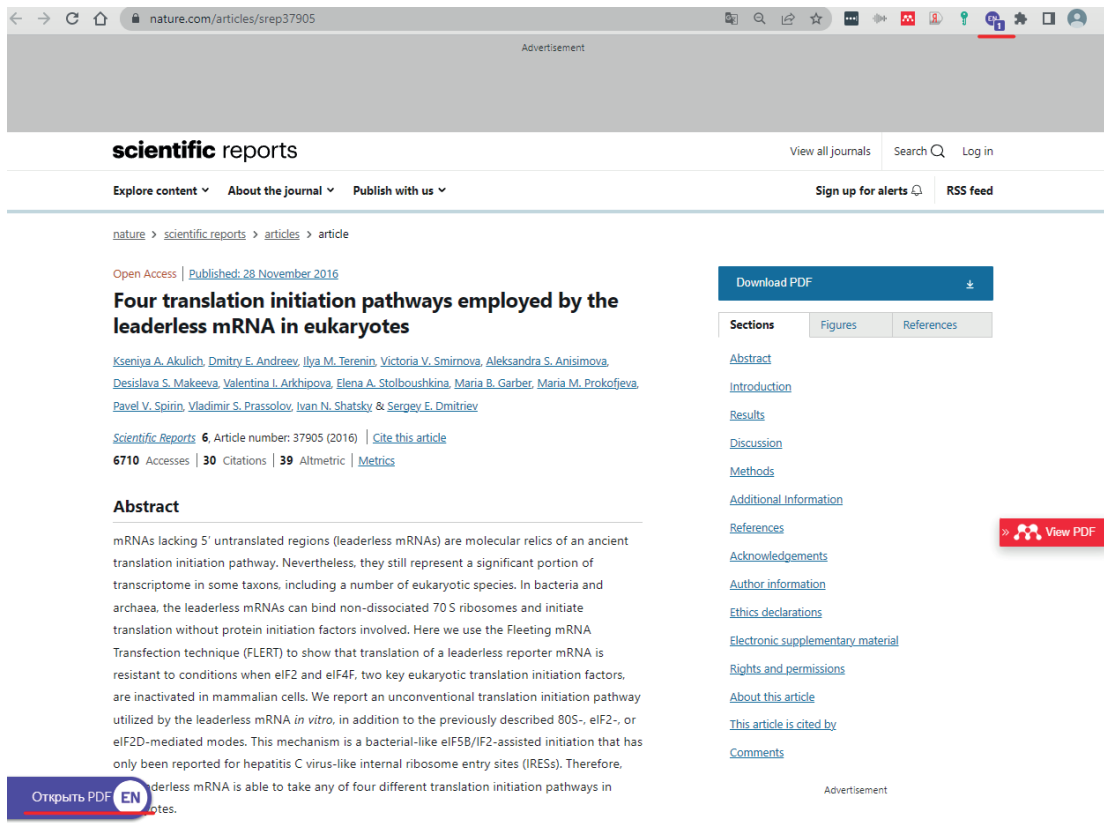 nature.com/articles/srep37905
EN
1
Advertisement
scientific reports
View all journals Search Log in
Explore content About the journal Publish with us
Sign up for alerts RSS feed
nature > scientific reports > articles > article
Open Access | Published: 28 November 2016
Four translation initiation pathways employed by the
leaderless mRNA in eukaryotes
Kseniya A. Akulich, Dmitry E. Andreev, Ilya M. Terenin, Victoria V. Smirnova, Aleksandra S. Anisimova,
Desislava S. Makeeva, Valentina I. Arkhipova, Elena A. Stolboushkina, Maria B. Garber, Maria M. Prokofjeva,
Pavel V. Spirin, Vladimir S. Prassolov, Ivan N. Shatsky & Sergey E. Dmitriev
Scientific Reports 6, Article number: 37905 (2016) | Cite this article
6710 Accesses | 30 Citations | 39 Altmetric | Metrics
Abstract
mRNAs lacking 5′ untranslated regions (leaderless mRNAs) are molecular relics of an ancient
translation initiation pathway. Nevertheless, they still represent a significant portion of
transcriptome in some taxons, including a number of eukaryotic species. In bacteria and
archaea, the leaderless mRNAs can bind non-dissociated 70 S ribosomes and initiate
translation without protein initiation factors involved. Here we use the Fleeting mRNA
Transfection technique (FLERT) to show that translation of a leaderless reporter mRNA is
resistant to conditions when eIF2 and eIF4F, two key eukaryotic translation initiation factors,
are inactivated in mammalian cells. We report an unconventional translation initiation pathway
utilized by the leaderless mRNA in vitro, in addition to the previously described 80S-, eIF2-, or
eIF2D-mediated modes. This mechanism is a bacterial-like eIF5B/IF2-assisted initiation that has
only been reported for hepatitis C virus-like internal ribosome entry sites (IRESs). Therefore,
derless mRNA is able to take any of four different translation initiation pathways in
otes.
Открыть PDF EN
Download PDF
Sections Figures References
Abstract
Introduction
Results
Discussion
Methods
Additional Information
References
Acknowledgements
Author information
Ethics declarations
Electronic supplementary material
Rights and permissions
About this article
This article is cited by
Comments
Advertisement
» View PDF